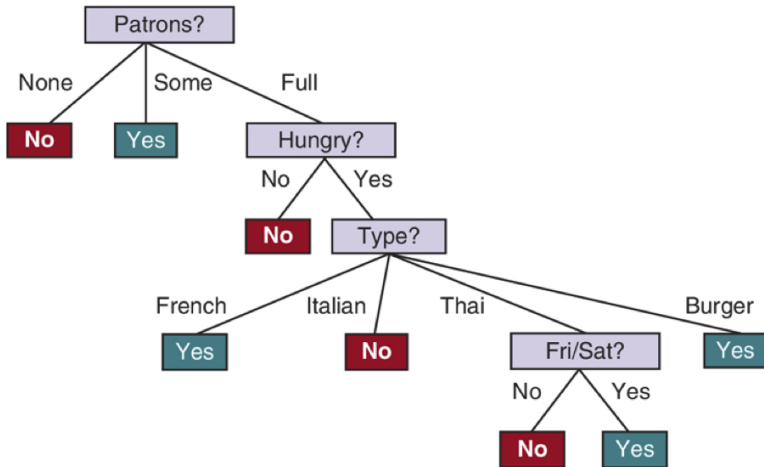 Patrons?
None Some Full
No Yes Hungry?
No Yes
No Type?
French Italian Thai Burger
Yes No Fri/Sat? Yes
No Yes
No Yes